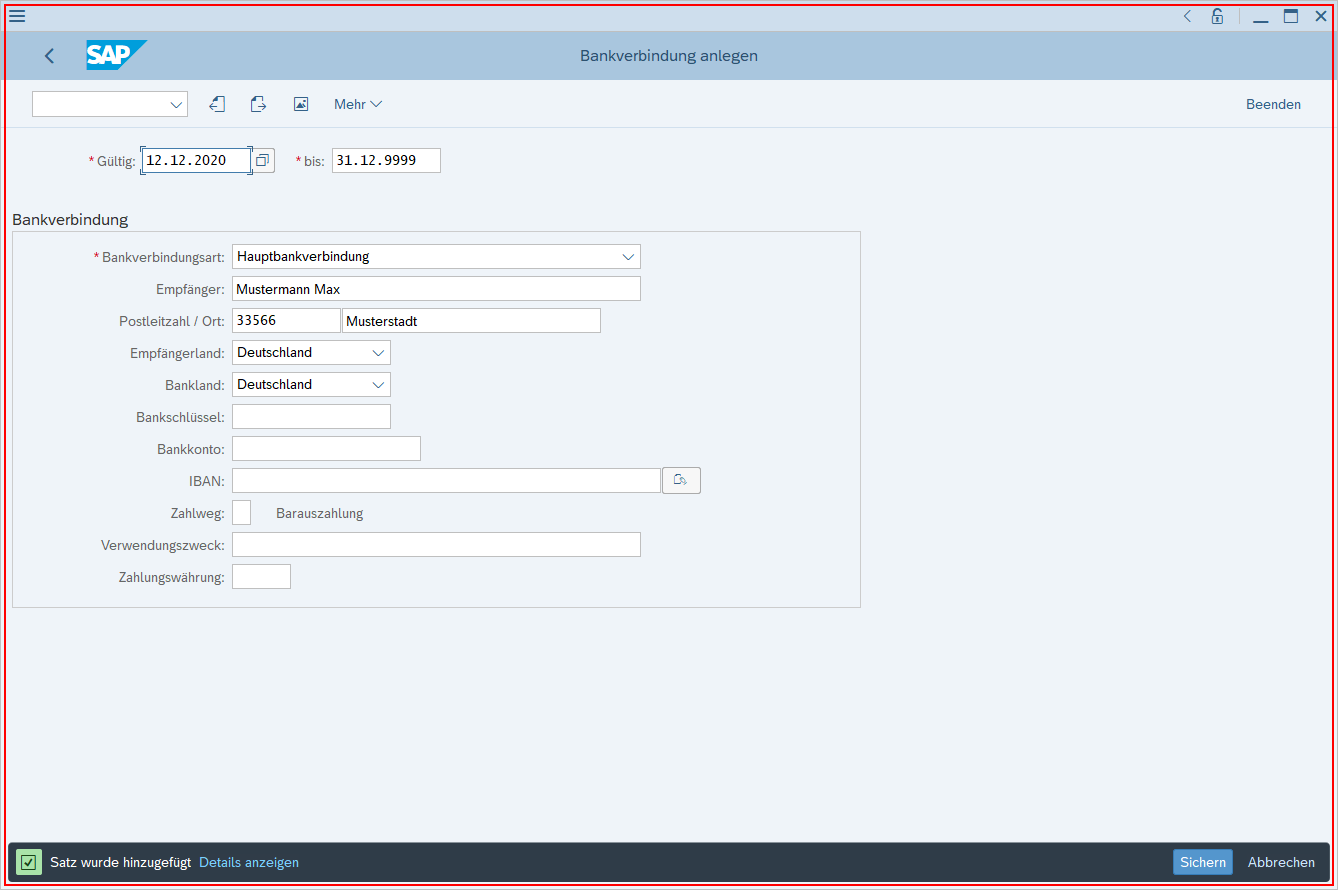 SAP
Bankverbindung anlegen
Mehr
Beenden
* Gültig: 12.12.2020 * bis: 31.12.9999
Bankverbindung
* Bankverbindungsart: Hauptbankverbindung
Empfänger: Mustermann Max
Postleitzahl / Ort: 33566 Musterstadt
Empfängerland: Deutschland
Bankland: Deutschland
Bankschlüssel:
Bankkonto:
IBAN:
Zahlweg: Barauszahlung
Verwendungszweck:
Zahlungswährung:
Satz wurde hinzugefügt Details anzeigen Sichern Abbrechen